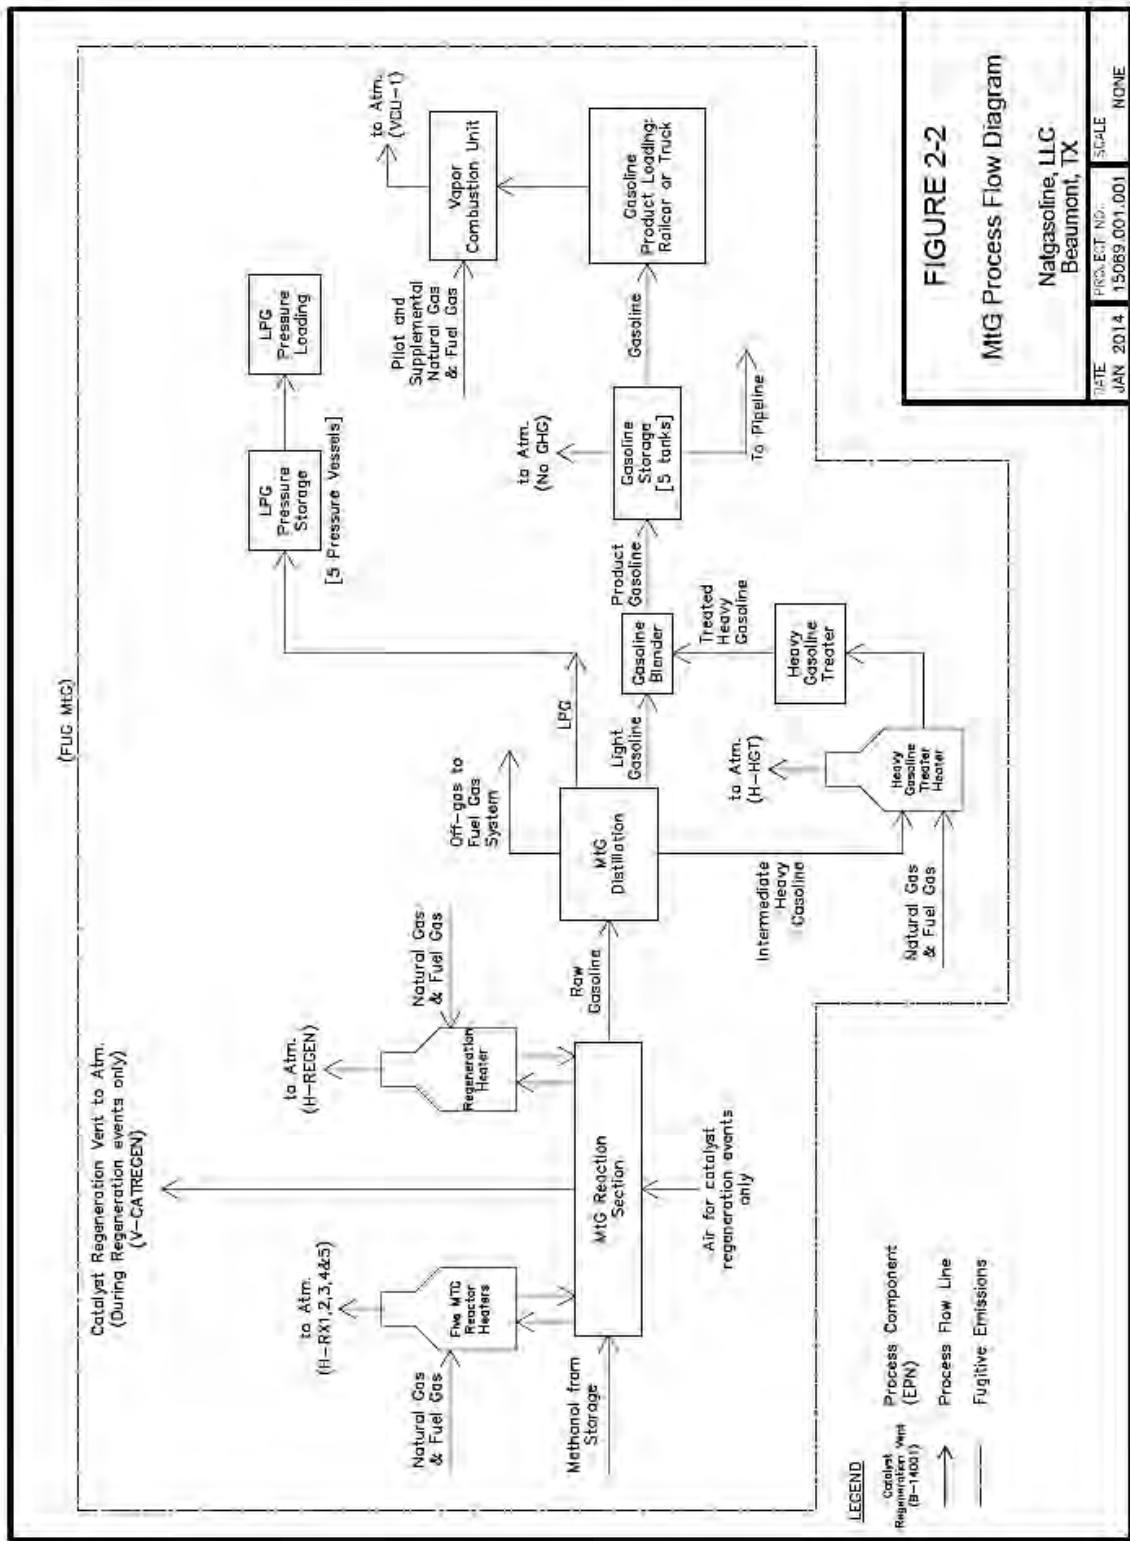 (FUG MtG)
Catalyst Regeneration Vent to Atm.
(During Regeneration events only)
(V-CATREGEN)
to Atm.
(H-RX1,2,3,4&5)
Natural Gas
& Fuel Gas
Five MTG
Reactor
Heaters
to Atm.
(H-REGEN)
Natural Gas
& Fuel Gas
Regeneration
Heater
Methanol from
Storage
MtG Reaction
Section
Air for catalyst
regeneration events
only
Raw
Gasoline
Off-gas to
Fuel Gas
System
MtG
Distillation
LPG
LPG
Pressure
Storage
[5 Pressure Vessels]
LPG
Pressure
Loading
Light
Gasoline
Gasoline
Blender
Product
Gasoline
Treated
Heavy
Gasoline
Intermediate
Heavy
Gasoline
to Atm.
(H-HGT)
Natural Gas
& Fuel Gas
Heavy
Gasoline
Treater
Heater
Heavy
Gasoline
Treater
to Atm.
(No GHG)
Gasoline
Storage
[5 tanks]
To Pipeline
Gasoline
Gasoline
Product Loading:
Railcar or Truck
Pilot and
Supplemental
Natural Gas
& Fuel Gas
Vapor
Combustion Unit
to Atm.
(VCU-1)
LEGEND
Catalyst
Regeneration Vent
(B-14001)
Process Component
(EPN)
Process Flow Line
Fugitive Emissions
FIGURE 2-2
MtG Process Flow Diagram
Natgasoline, LLC
Beaumont, TX
DATE
JAN 2014
PROJECT NO.
15089.001.001
SCALE
NONE